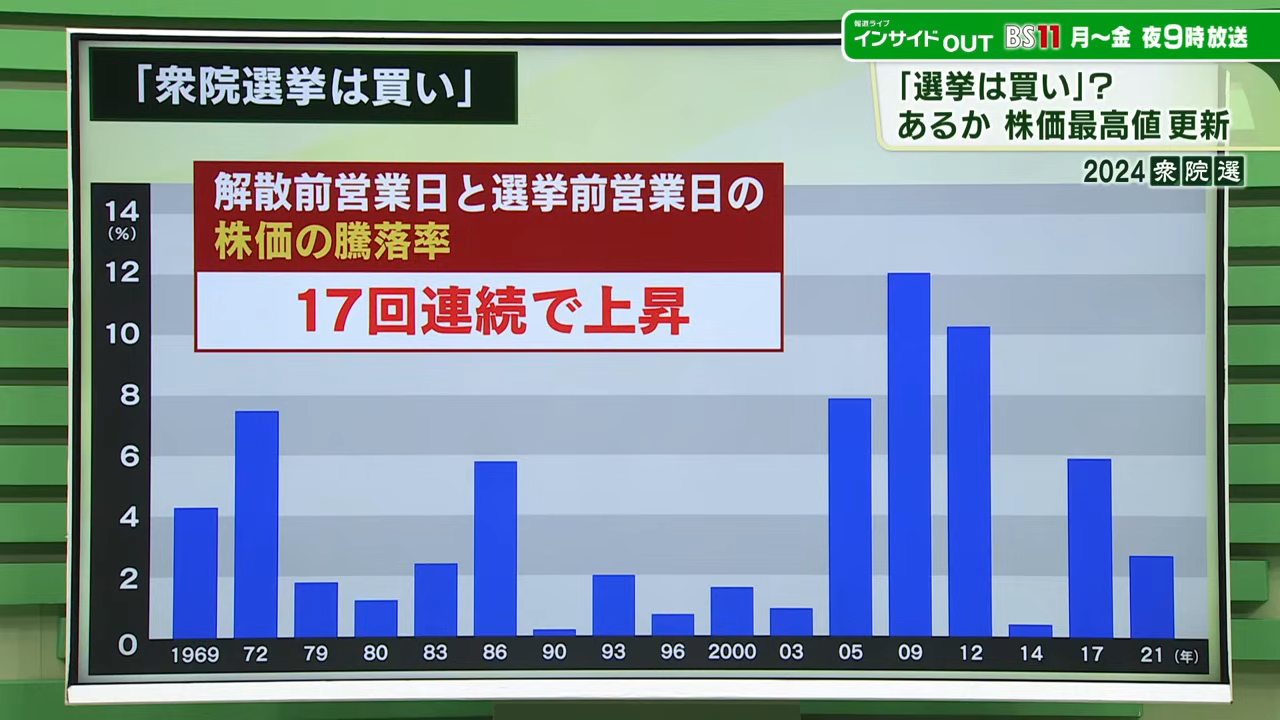 報道ライブ
インサイドOUT BS11 月〜金 夜9時放送
「選挙は買い」?
あるか 株価最高値更新
2024衆院選
「衆院選挙は買い」
解散前営業日と選挙前営業日の
株価の騰落率
17回連続で上昇
14
(%)
12
10
8
6
4
2
0
1969 72 79 80 83 86 90 93 96 2000 03 05 09 12 14 17 21 (年)